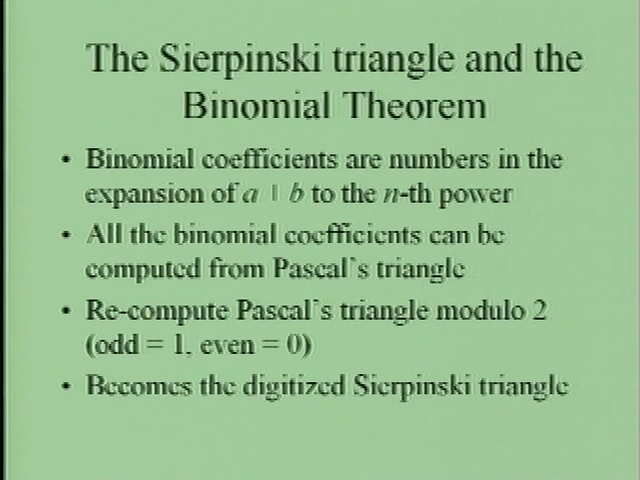 The Sierpinski triangle and the
Binomial Theorem
• Binomial coefficients are numbers in the
expansion of a + b to the n-th power
• All the binomial coefficients can be
computed from Pascal's triangle
• Re-compute Pascal's triangle modulo 2
(odd = 1, even = 0)
• Becomes the digitized Sierpinski triangle